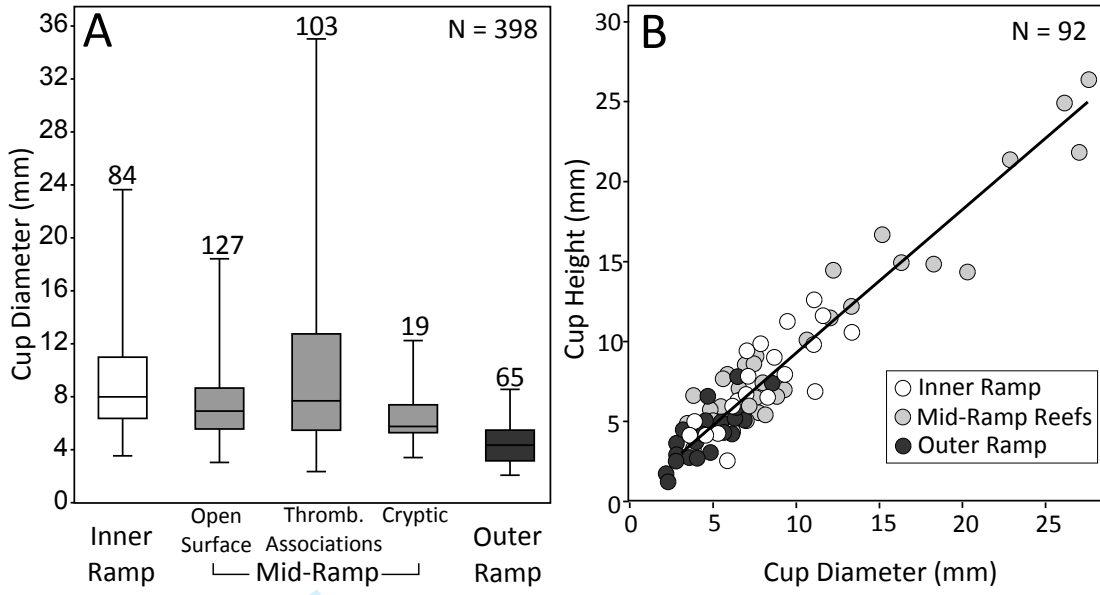 A
N = 398
Cup Diameter (mm)
36
32
28
24
20
16
12
8
4
0
84
127
103
19
65
Inner
Ramp
Open
Surface
Thromb.
Associations
Cryptic
Mid-Ramp
Outer
Ramp
B
N = 92
Cup Height (mm)
30
25
20
15
10
5
0
0 5 10 15 20 25
Cup Diameter (mm)
Inner Ramp
Mid-Ramp Reefs
Outer Ramp